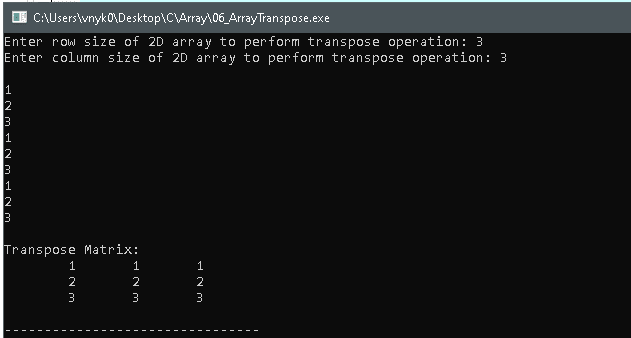 C:\Users\vnyk0\Desktop\C\Array\06_ArrayTranspose.exe
Enter row size of 2D array to perform transpose operation: 3
Enter column size of 2D array to perform transpose operation: 3
1
2
3
1
2
3
1
2
3
Transpose Matrix:
1 1 1
2 2 2
3 3 3
--------------------------------